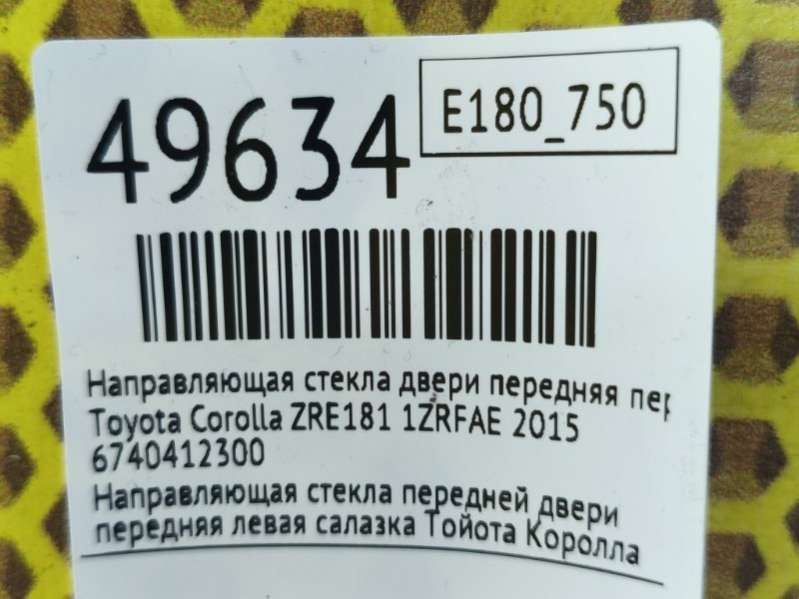 49634
E180_750
Направляющая стекла двери передняя
Toyota Corolla ZRE181 1ZRFAE 2015
6740412300
Направляющая стекла передней двери
передняя левая салазка Тойота Королла